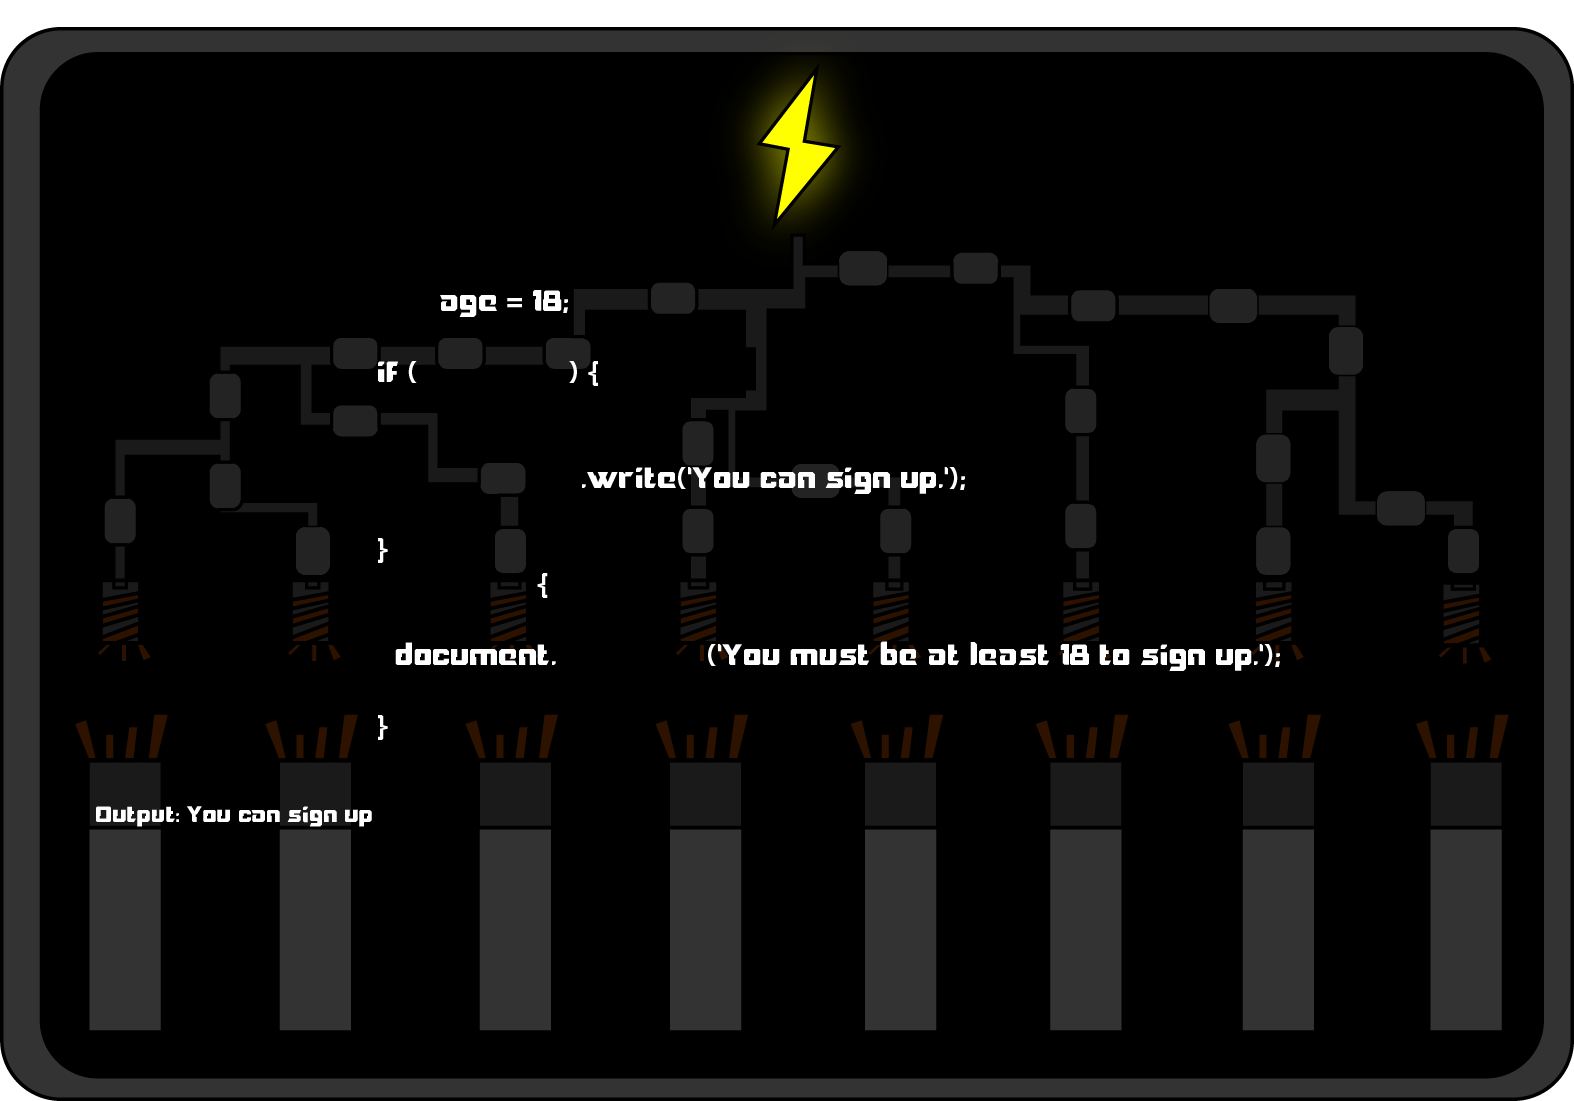 age = 18;
if ( ) {
.write('You can sign up.');
}
{
document. ('You must be at least 18 to sign up.');
}
Output: You can sign up